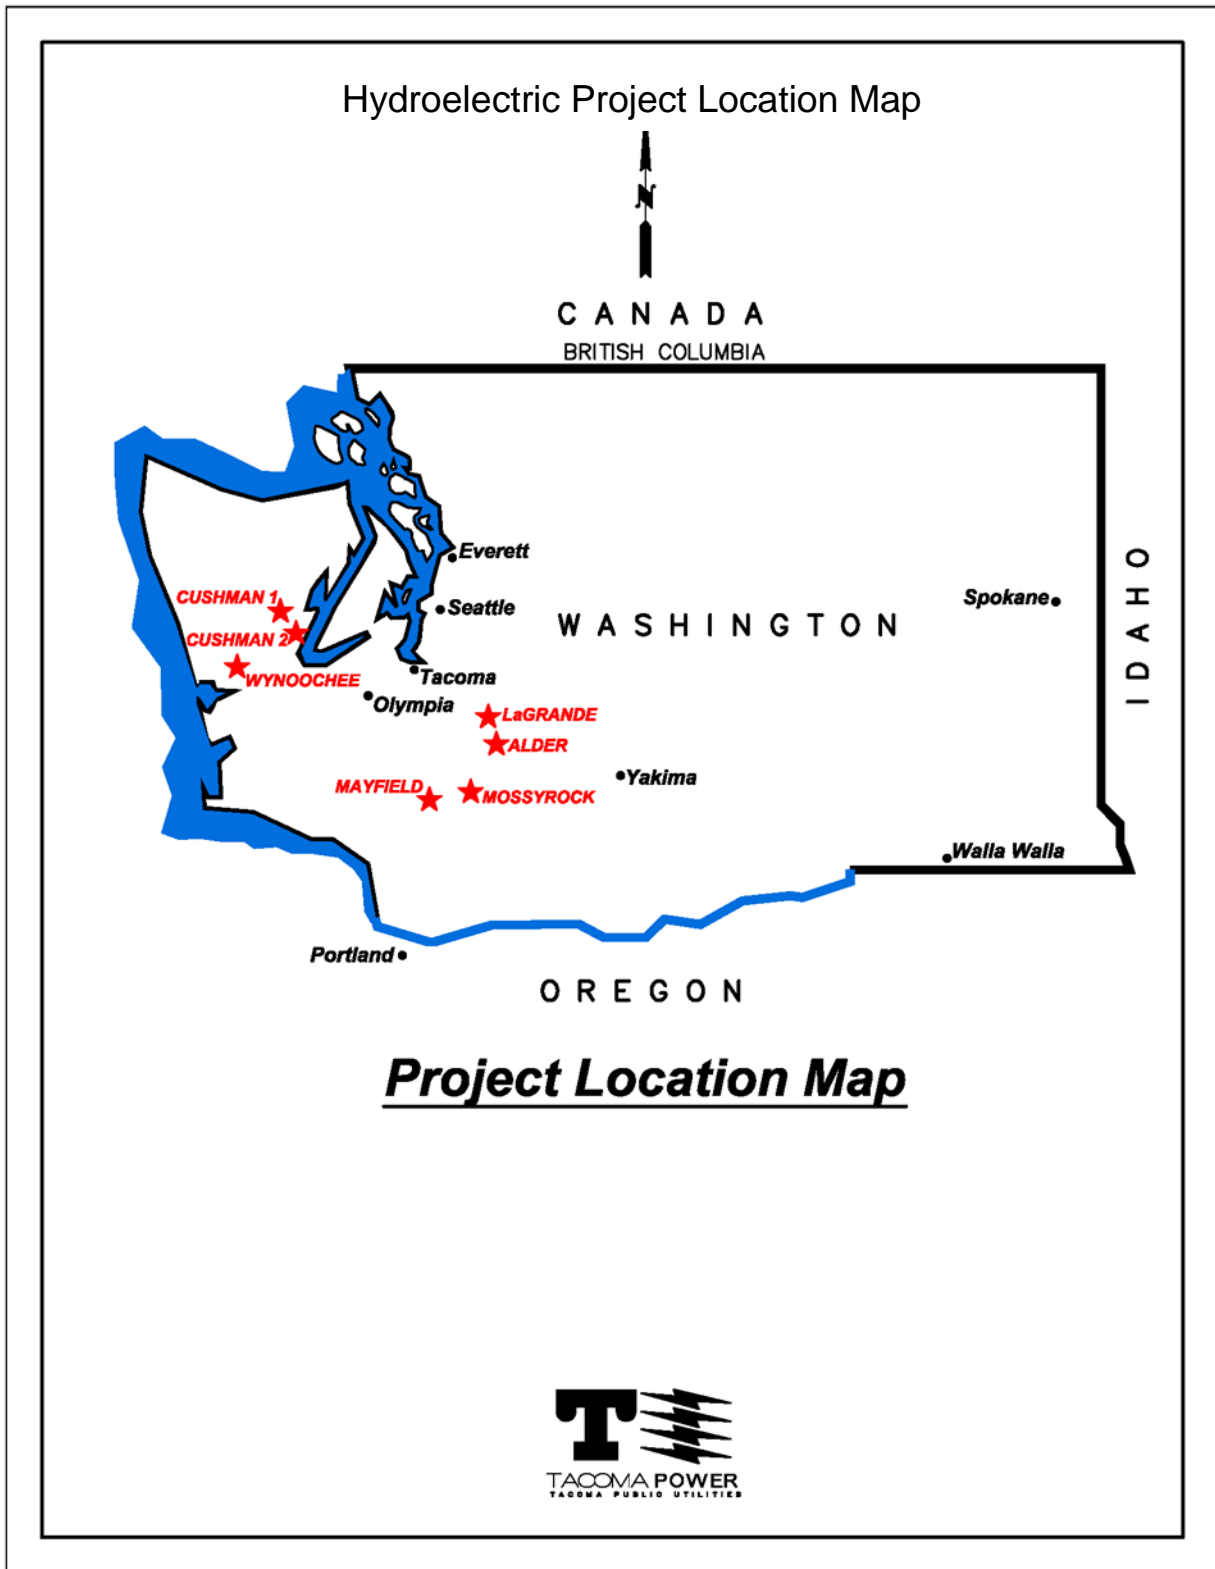 Hydroelectric Project Location Map
N
CANADA
BRITISH COLUMBIA
Everett
CUSHMAN 1
Seattle
Spokane
IDAHO
WASHINGTON
CUSHMAN 2
WYNOOCHEE
Tacoma
Olympia
LaGRANDE
ALDER
Yakima
MAYFIELD
MOSSYROCK
Walla Walla
Portland
OREGON
Project Location Map
T
TACOMA POWER
TACOMA PUBLIC UTILITIES